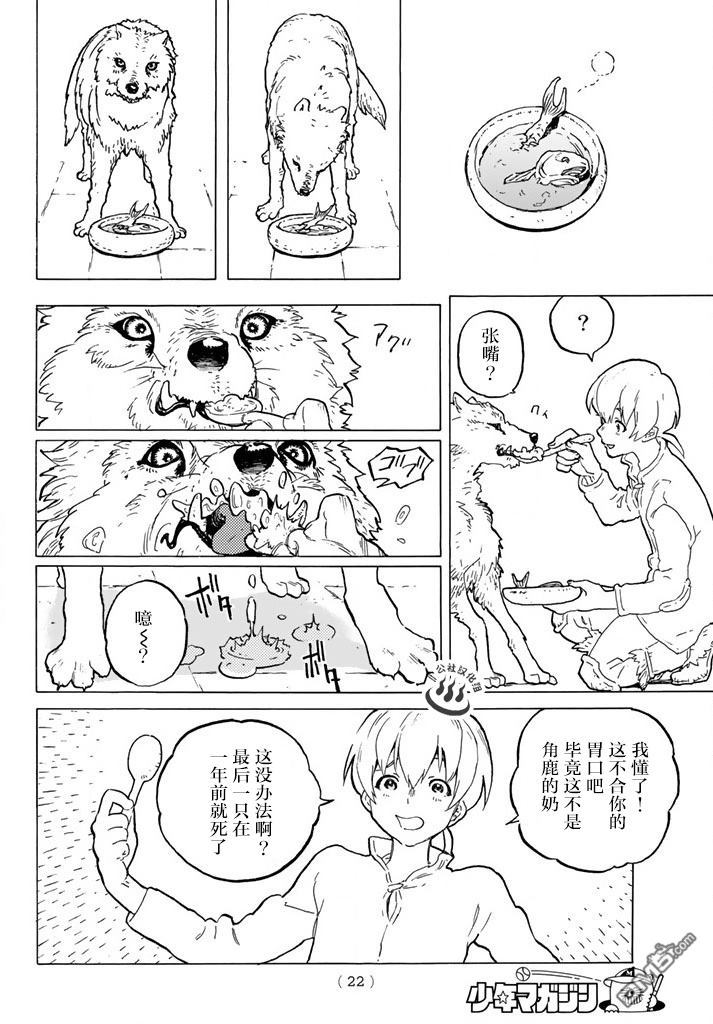 ?
张嘴
?
クイ
アグ"
ゴプッ
ボタ
ボタ
噫~?
公社汉化组
我懂了!
这不合你的
胃口吧
毕竟这不是
角鹿的奶
这没办法啊?
最后一只在
一年前就死了
(22)
少年マガジン